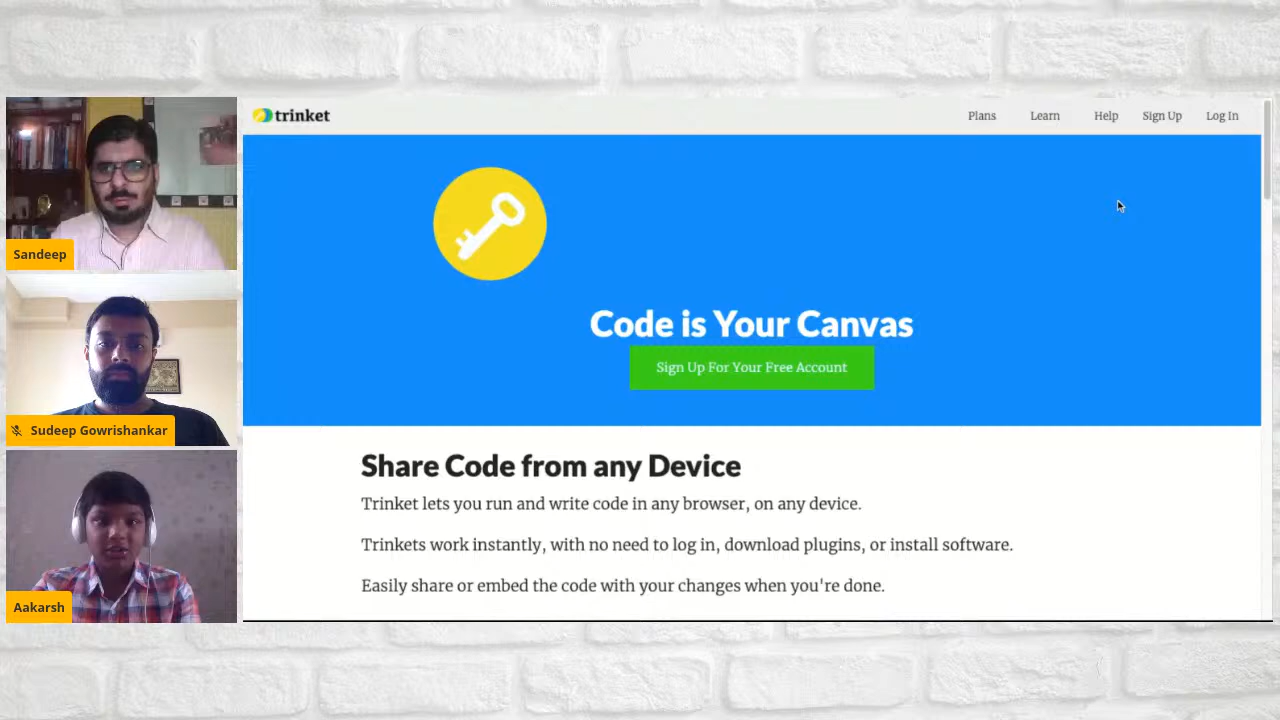 Sandeep
Sudeep Gowrishankar
Aakarsh
trinket
Plans Learn Help Sign Up Log In
Code is Your Canvas
Sign Up For Your Free Account
Share Code from any Device
Trinket lets you run and write code in any browser, on any device.
Trinkets work instantly, with no need to log in, download plugins, or install software.
Easily share or embed the code with your changes when you're done.